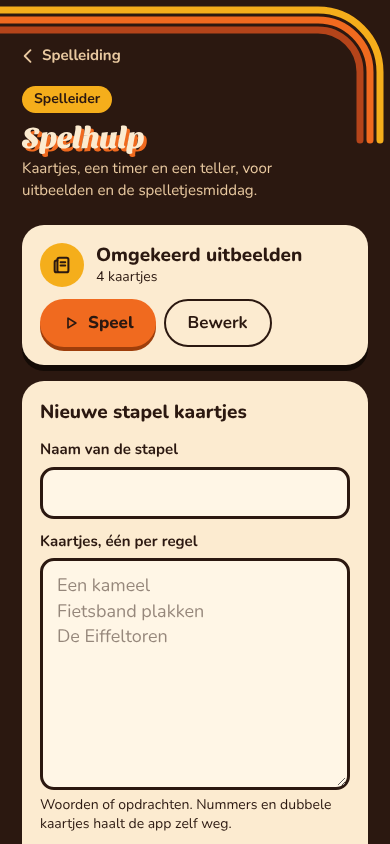 Spelleiding
Spelleider
Spelhulp
Kaartjes, een timer en een teller, voor
uitbeelden en de spelletjesmiddag.
Omgekeerd uitbeelden
4 kaartjes
Speel
Bewerk
Nieuwe stapel kaartjes
Naam van de stapel
Kaartjes, één per regel
Een kameel
Fietsband plakken
De Eiffeltoren
Woorden of opdrachten. Nummers en dubbele
kaartjes haalt de app zelf weg.